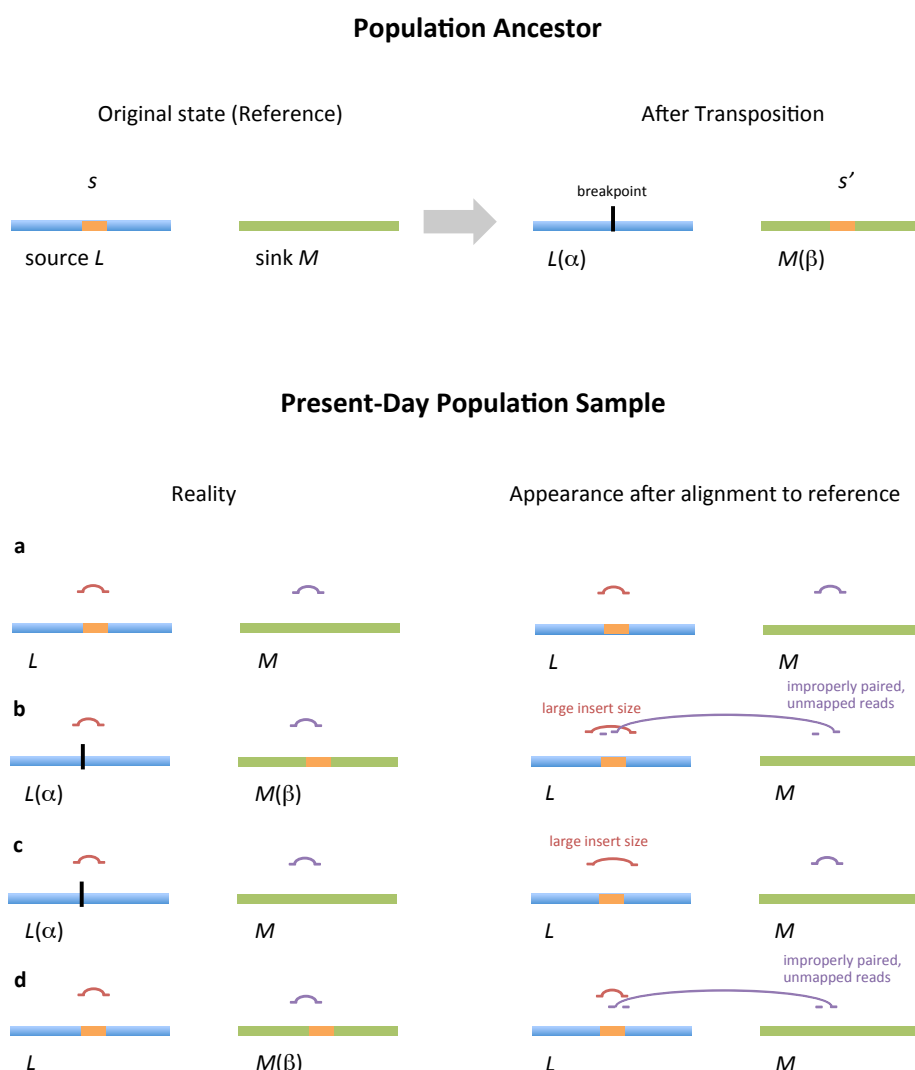 Population Ancestor
Original state (Reference)
After Transposition
s
s’
breakpoint
source L
sink M
L(α)
M(β)
Present-Day Population Sample
Reality
Appearance after alignment to reference
a
L
M
L
M
b
large insert size
improperly paired,
unmapped reads
L(α)
M(β)
L
M
c
large insert size
L(α)
M
L
M
d
improperly paired,
unmapped reads
L
M(β)
L
M